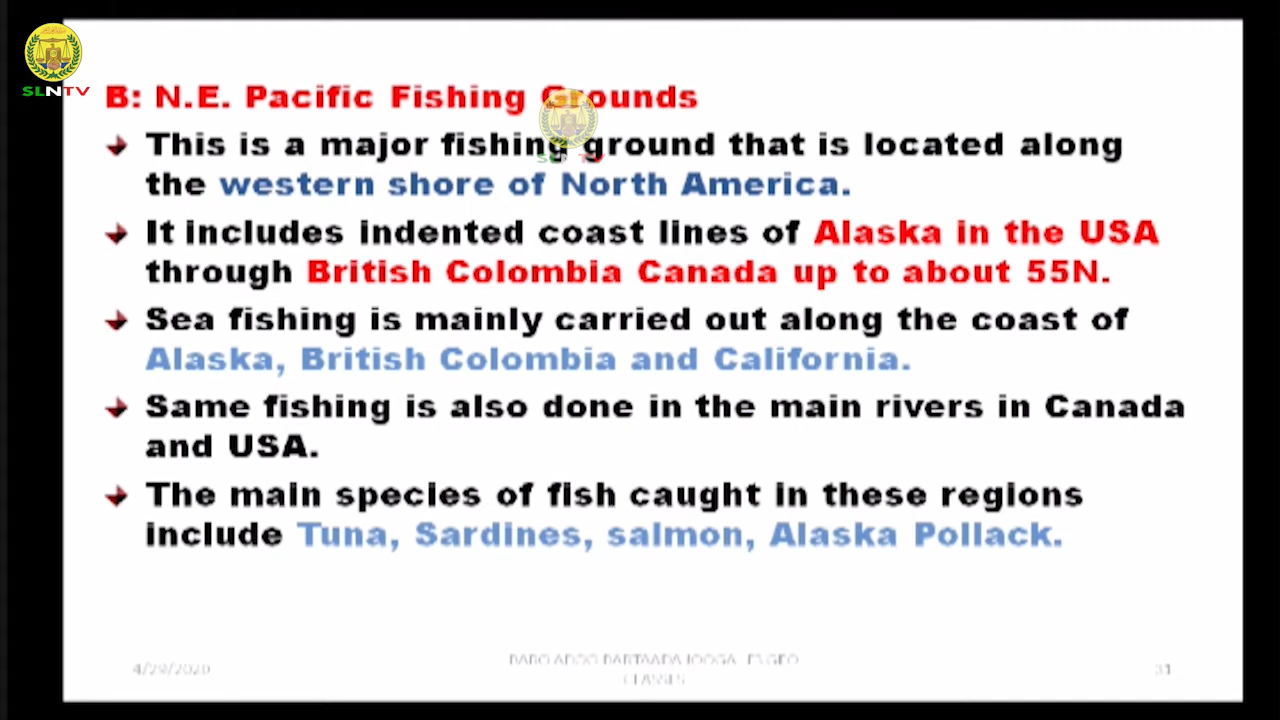 SLNTV
B: N.E. Pacific Fishing Grounds
This is a major fishing ground that is located along
the western shore of North America.
It includes indented coast lines of Alaska in the USA
through British Colombia Canada up to about 55N.
Sea fishing is mainly carried out along the coast of
Alaska, British Colombia and California.
Same fishing is also done in the main rivers in Canada
and USA.
The main species of fish caught in these regions
include Tuna, Sardines, salmon, Alaska Pollack.
4/29/2020
CLASSES
31